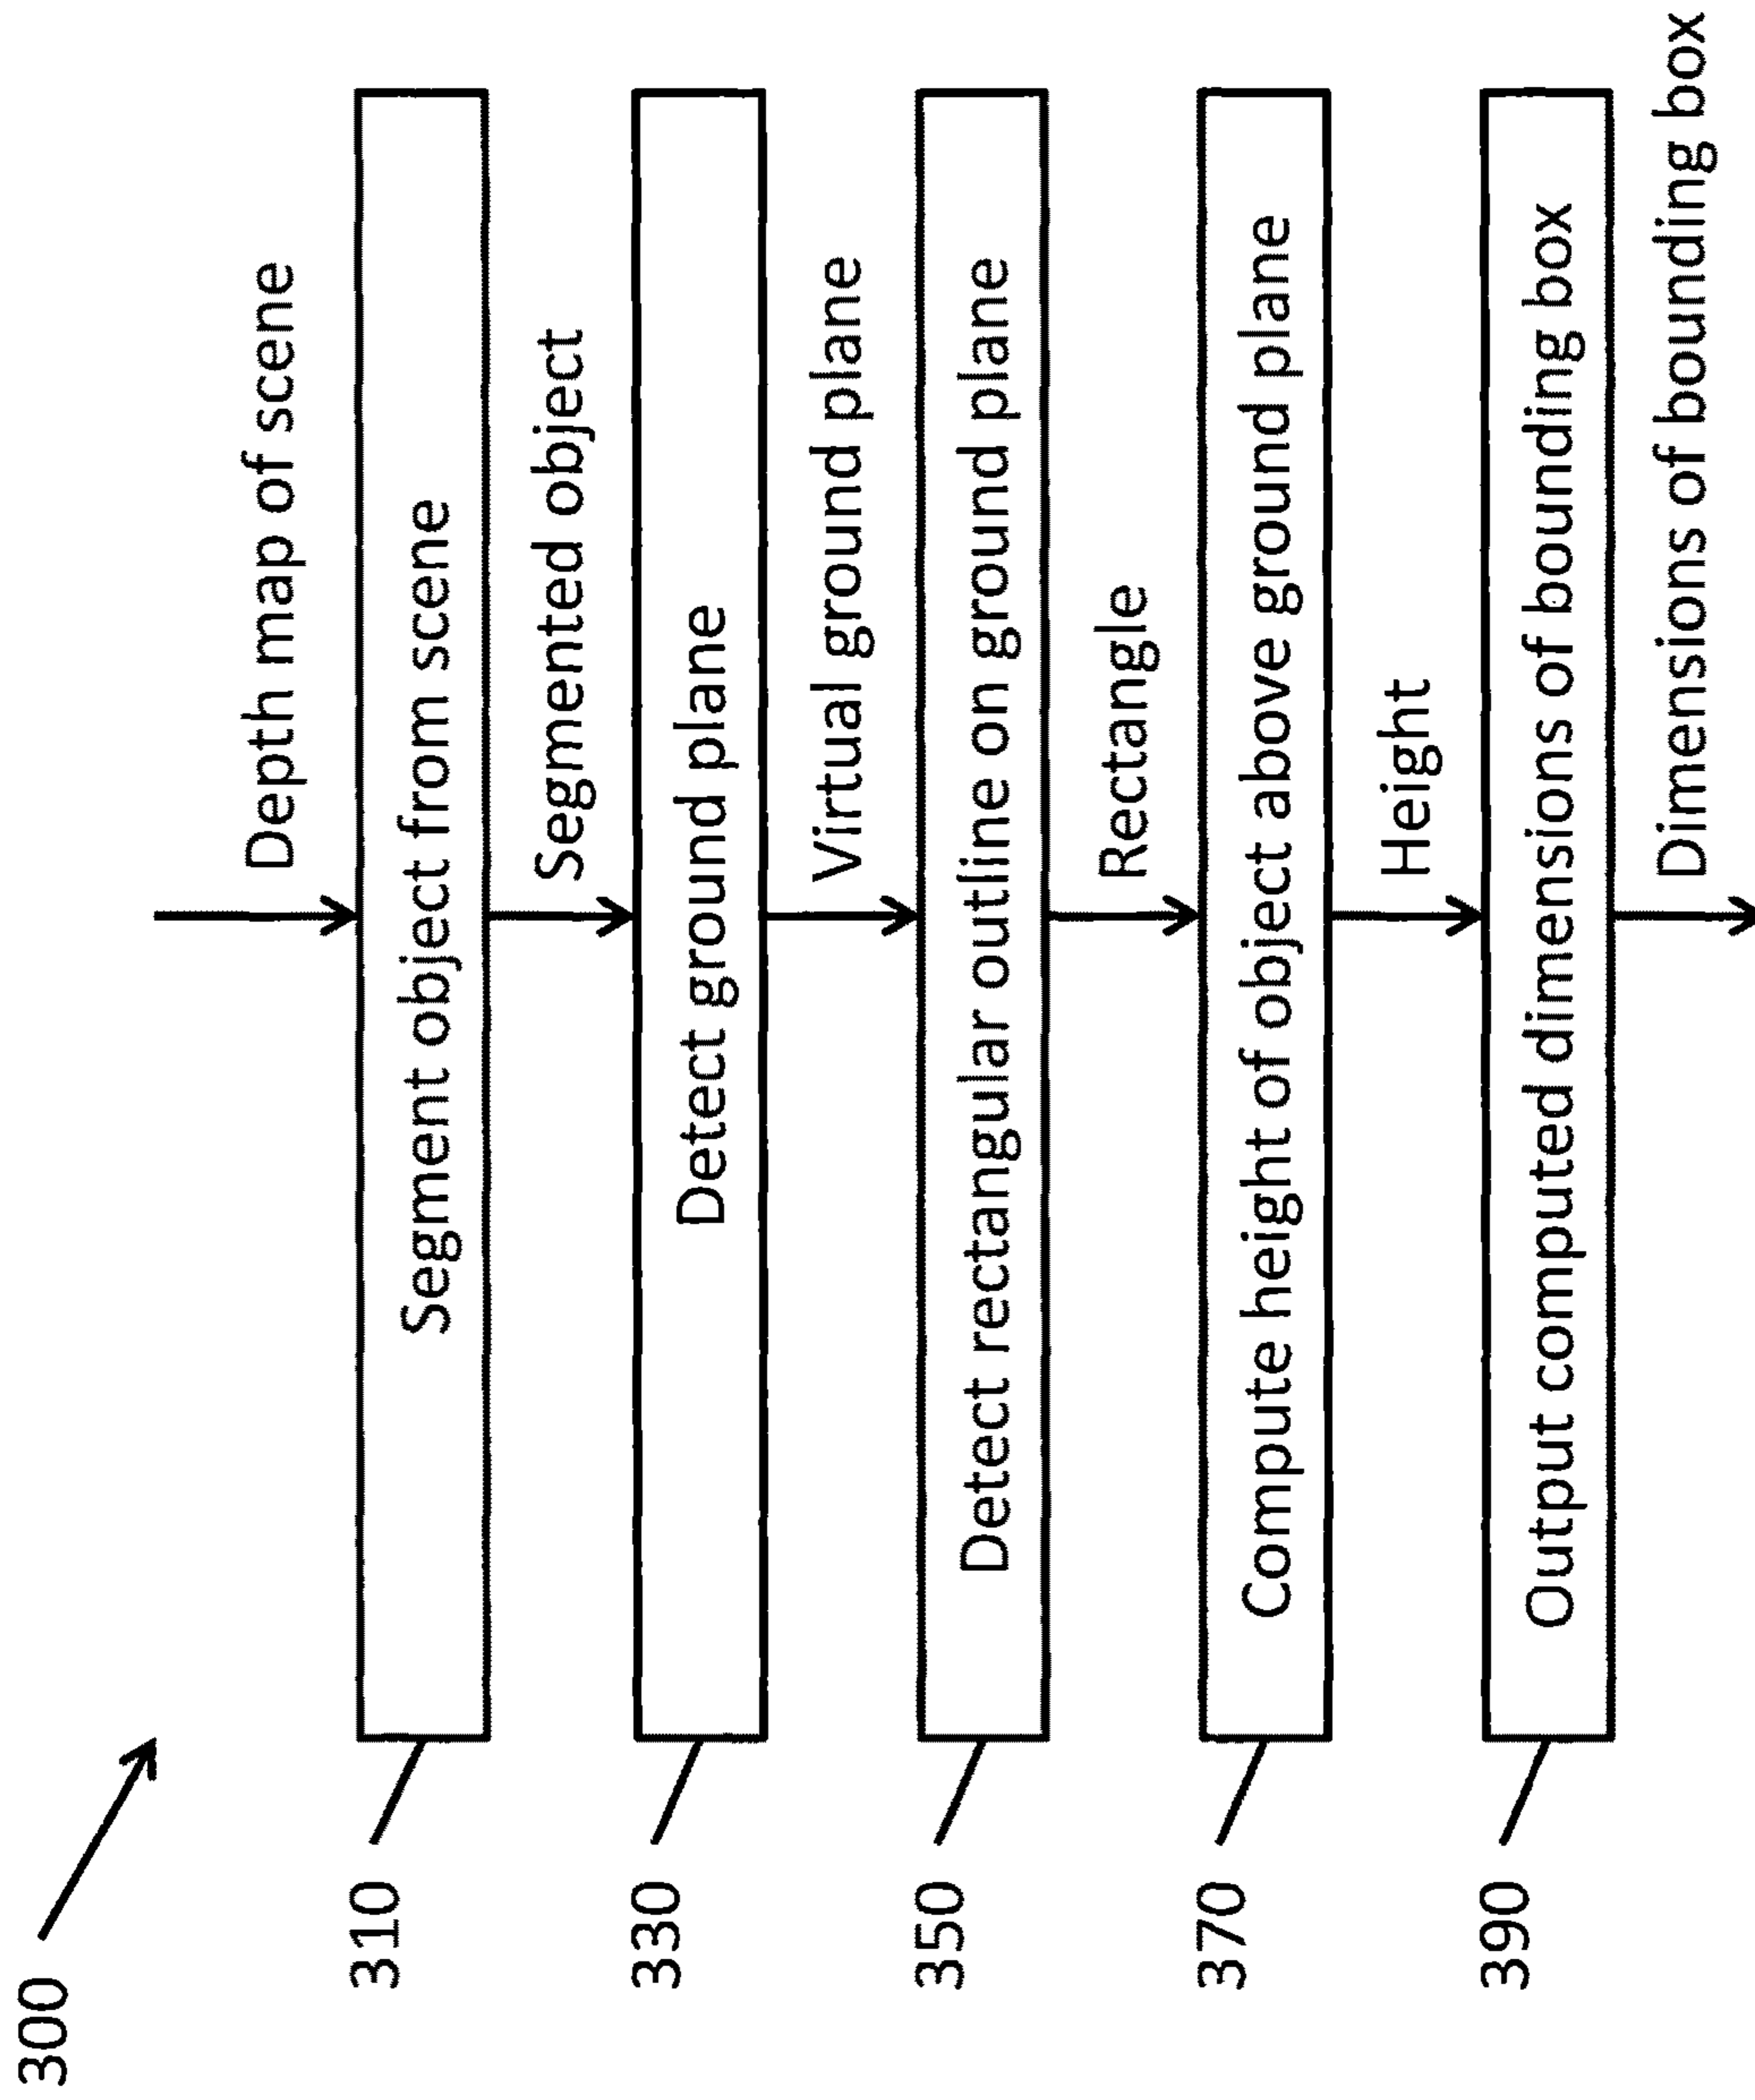 300
Depth map of scene
310
Segment object from scene
Segmented object
330
Detect ground plane
Virtual ground plane
350
Detect rectangular outline on ground plane
Rectangle
370
Compute height of object above ground plane
Height
390
Output computed dimensions of bounding box
Dimensions of bounding box